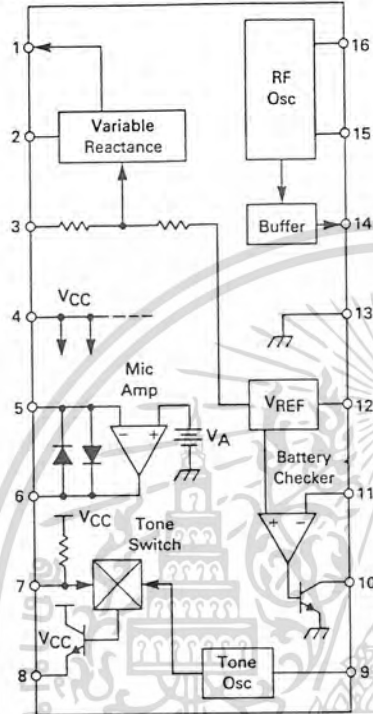 1
16
Variable
Reactance
RF
Osc
2
15
3
Buffer
14
4
VCC
13
Mic
Amp
5
VA
VREF
12
Battery
Checker
6
11
VCC
Tone
Switch
7
10
VCC
8
Tone
Osc
9